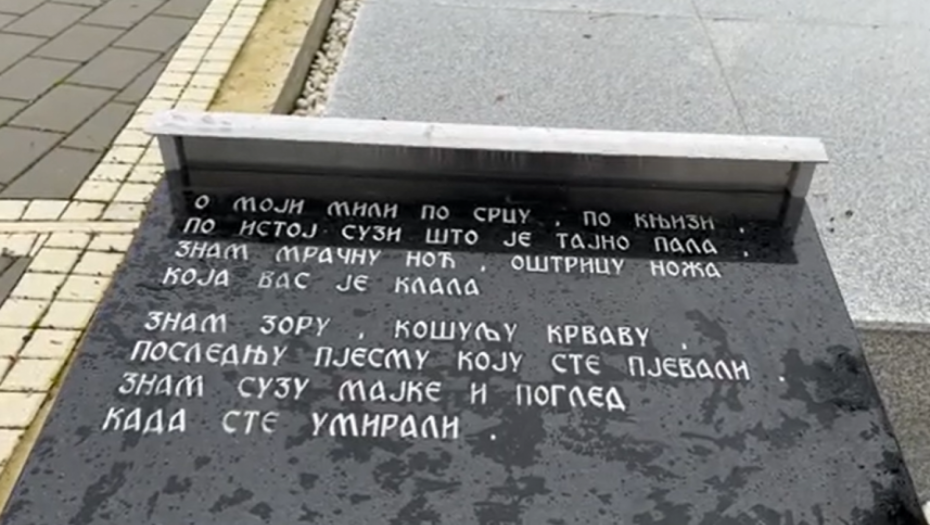 О МОЈИ МИЛИ ПО СРЦУ , ПО КЊИЗИ ,
ПО ИСТОЈ СУЗИ ШТО ЈЕ ТАЈНО ПАЛА ,
ЗНАМ МРАЧНУ НОЋ , ОШТРИЦУ НОЖА
КОЈА ВАС ЈЕ КЛАЛА
ЗНАМ ЗОРУ , КОШУЉУ КРВАВУ ,
ПОСЛЕДЊУ ПЈЕСМУ КОЈУ СТЕ ПЈЕВАЛИ .
ЗНАМ СУЗУ МАЈКЕ И ПОГЛЕД
КАДА СТЕ УМИРАЛИ .